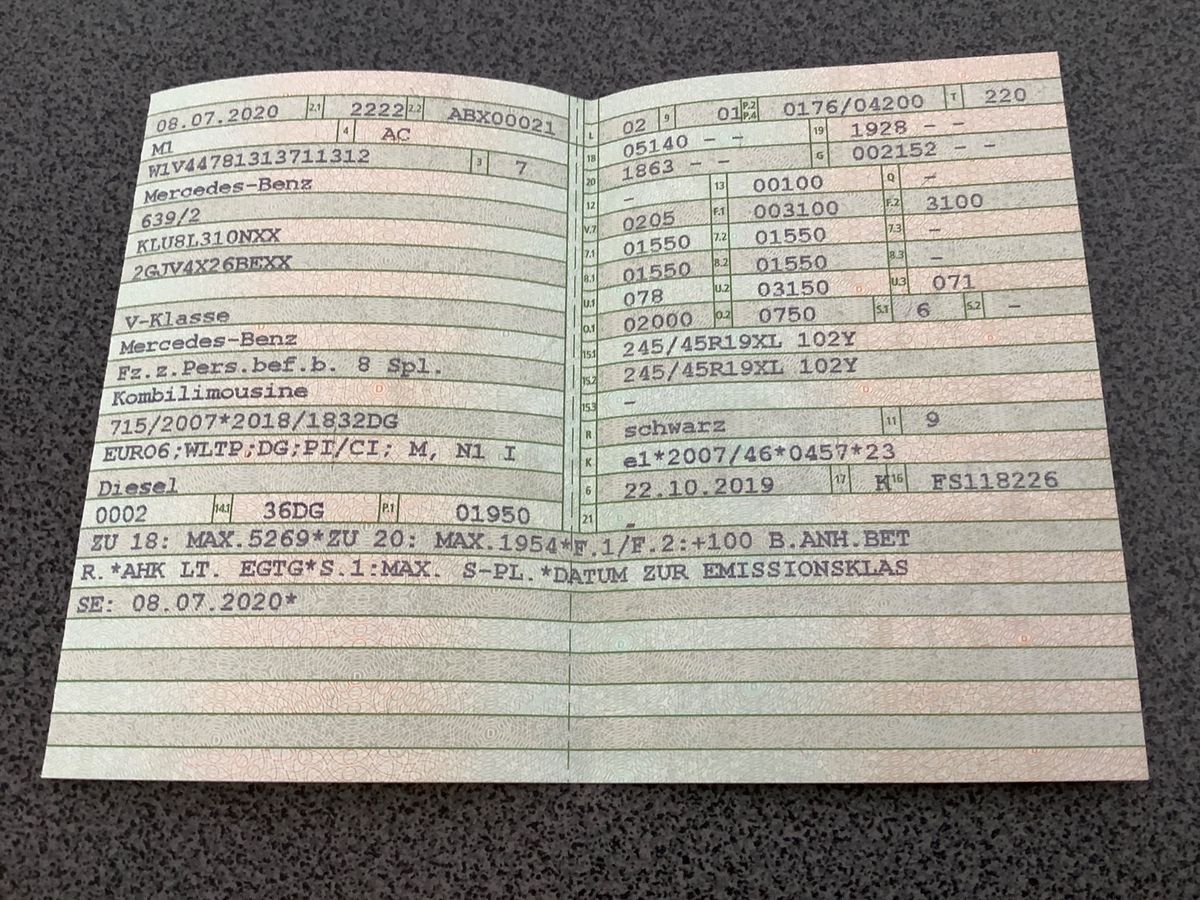 08.07.2020 2.1 2222 2.2 ABX00021
M1 4 AC
W1V44781313711312 3 7
Mercedes-Benz
639/2
KLU8L310NXX
2GJV4X26BEXX
V-Klasse
Mercedes-Benz
Fz.z.Pers.bef.b. 8 Spl.
Kombilimousine
715/2007*2018/1832DG
EURO6;WLTP;DG;PI/CI; M, N1 I
Diesel
0002 14.1 36DG P.1 01950
L 02 9 01 P.2 P.4 0176/04200 T 220
18 05140 – – 19 1928 – –
20 1863 – – G 002152 – –
12 – 13 00100 Q –
V.7 0205 F.1 003100 F.2 3100
7.1 01550 7.2 01550 7.3 –
8.1 01550 8.2 01550 8.3 –
U.1 078 U.2 03150 U.3 071
O.1 02000 O.2 0750 S.1 6 S.2 –
15.1 245/45R19XL 102Y
15.2 245/45R19XL 102Y
15.3 –
R schwarz 11 9
K e1*2007/46*0457*23
6 22.10.2019 17 K 16 FS118226
21 –
ZU 18: MAX.5269*ZU 20: MAX.1954*F.1/F.2:+100 B.ANH.BET
R.*AHK LT. EGTG*S.1:MAX. S-PL.*DATUM ZUR EMISSIONSKLAS
SE: 08.07.2020*